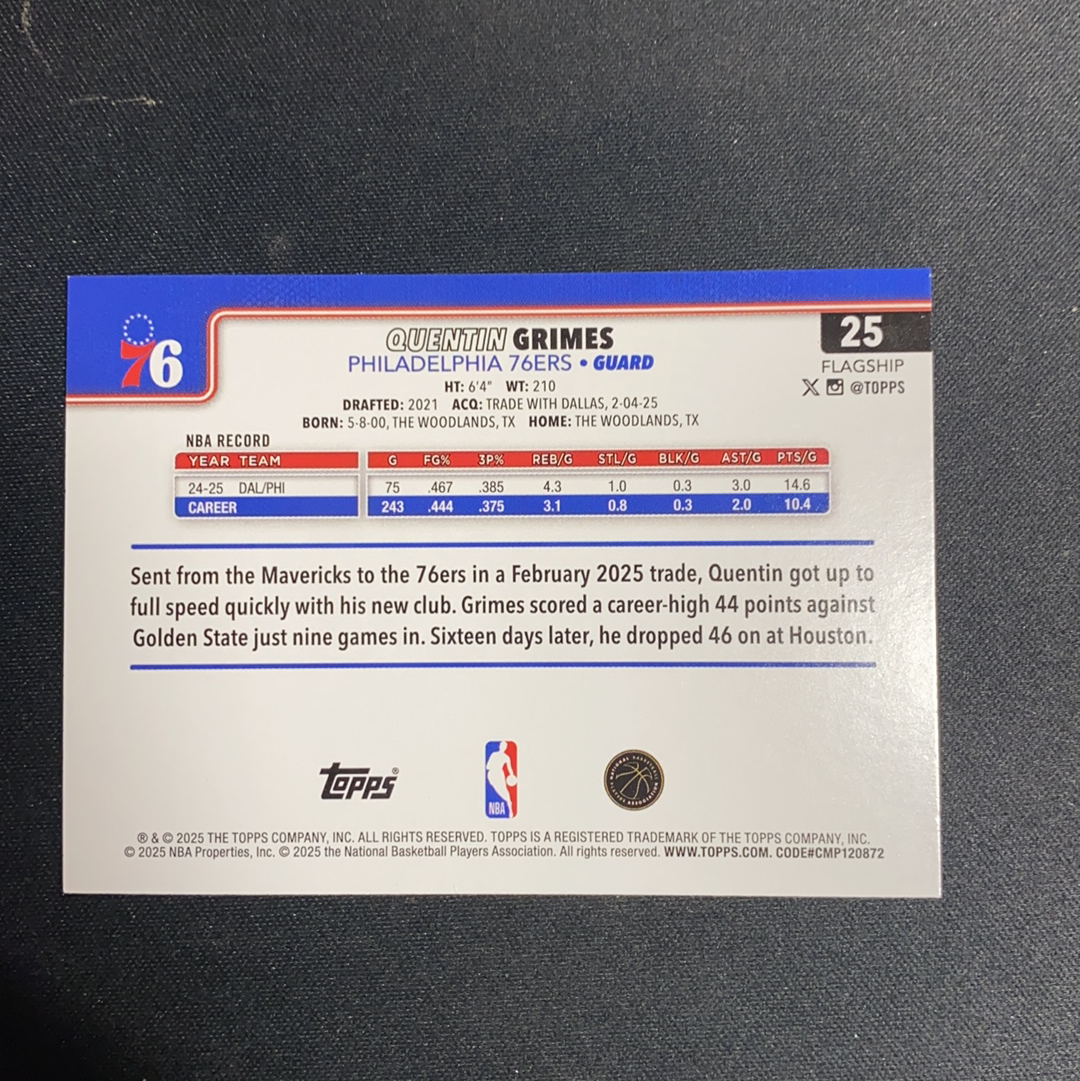 76
QUENTIN GRIMES
25
PHILADELPHIA 76ERS • GUARD
FLAGSHIP
HT: 6'4" WT: 210
@TOPPS
DRAFTED: 2021 ACQ: TRADE WITH DALLAS, 2-04-25
BORN: 5-8-00, THE WOODLANDS, TX HOME: THE WOODLANDS, TX
NBA RECORD
YEAR TEAM G FG% 3P% REB/G STL/G BLK/G AST/G PTS/G
24-25 DAL/PHI 75 .467 .385 4.3 1.0 0.3 3.0 14.6
CAREER 243 .444 .375 3.1 0.8 0.3 2.0 10.4
Sent from the Mavericks to the 76ers in a February 2025 trade, Quentin got up to
full speed quickly with his new club. Grimes scored a career-high 44 points against
Golden State just nine games in. Sixteen days later, he dropped 46 on at Houston.
topps®
NBA
NATIONAL BASKETBALL PLAYERS ASSOCIATION
® & © 2025 THE TOPPS COMPANY, INC. ALL RIGHTS RESERVED. TOPPS IS A REGISTERED TRADEMARK OF THE TOPPS COMPANY, INC.
© 2025 NBA Properties, Inc. © 2025 the National Basketball Players Association. All rights reserved. WWW.TOPPS.COM. CODE#CMP120872